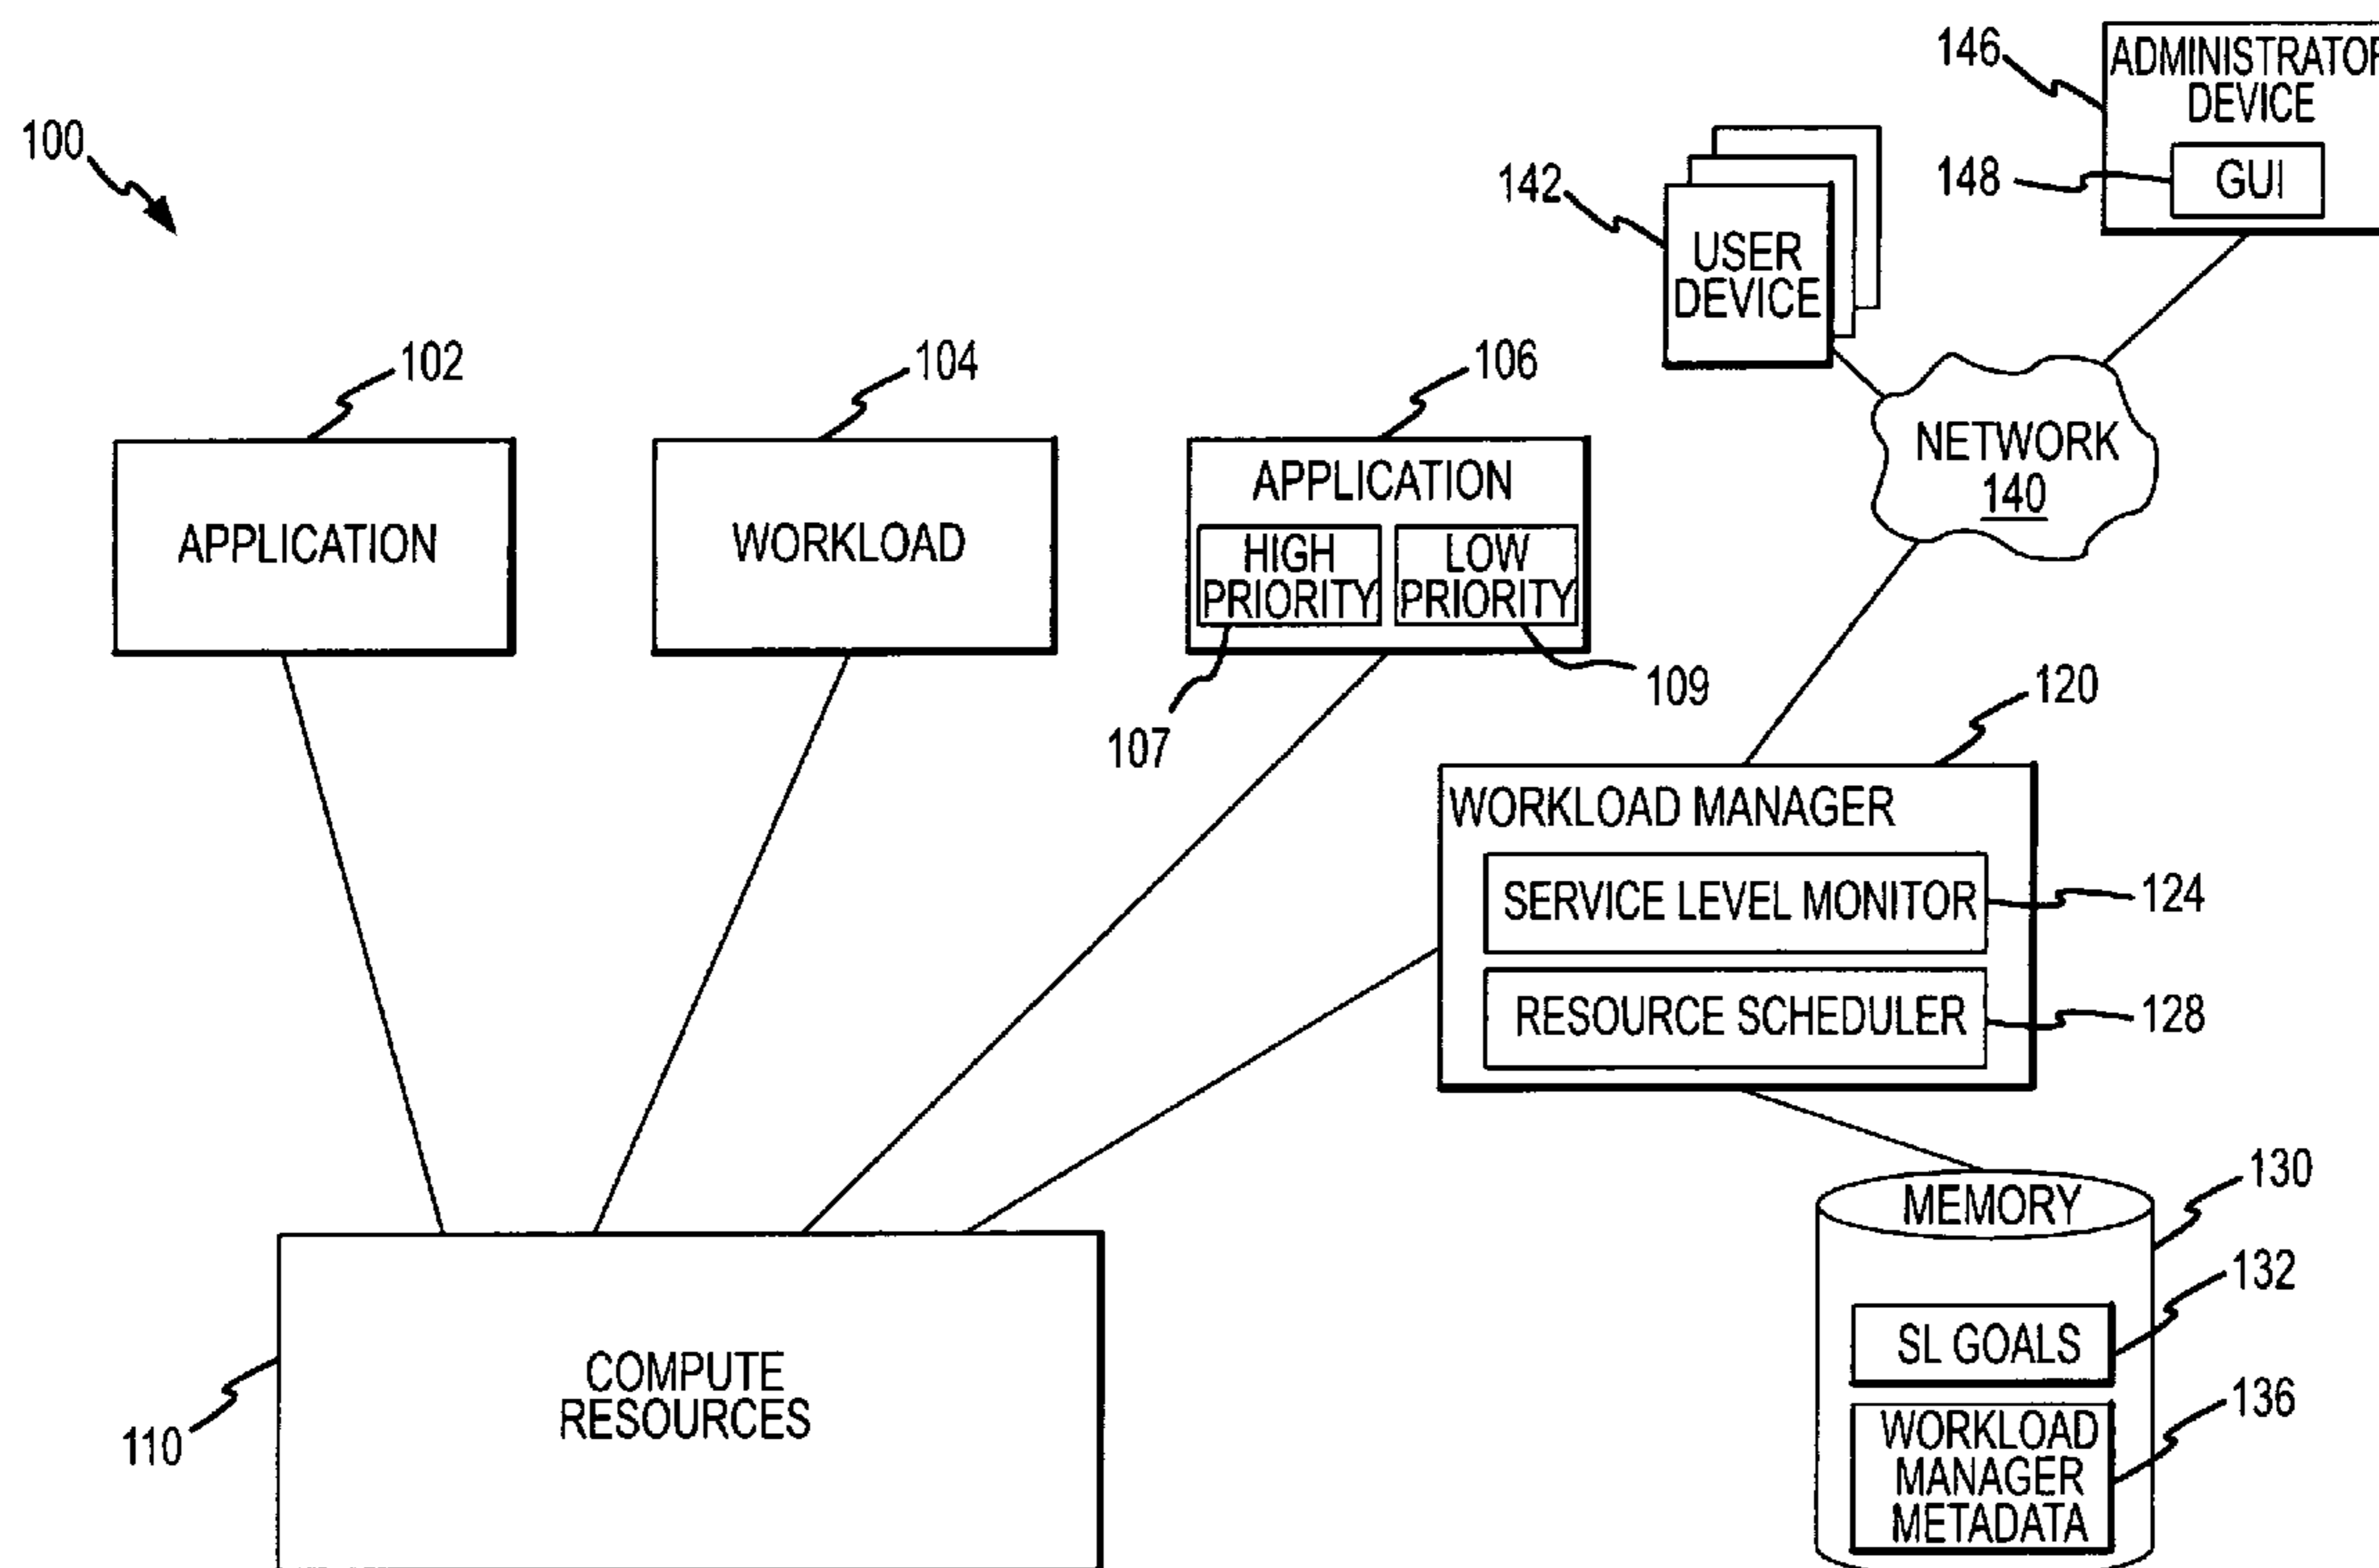 100
146
ADMINISTRATOR
DEVICE
148
GUI
142
USER
DEVICE
102
104
106
APPLICATION
WORKLOAD
APPLICATION
HIGH
PRIORITY
LOW
PRIORITY
107
109
NETWORK
140
120
WORKLOAD MANAGER
SERVICE LEVEL MONITOR
124
RESOURCE SCHEDULER
128
MEMORY
130
SL GOALS
132
WORKLOAD
MANAGER
METADATA
136
COMPUTE
RESOURCES
110